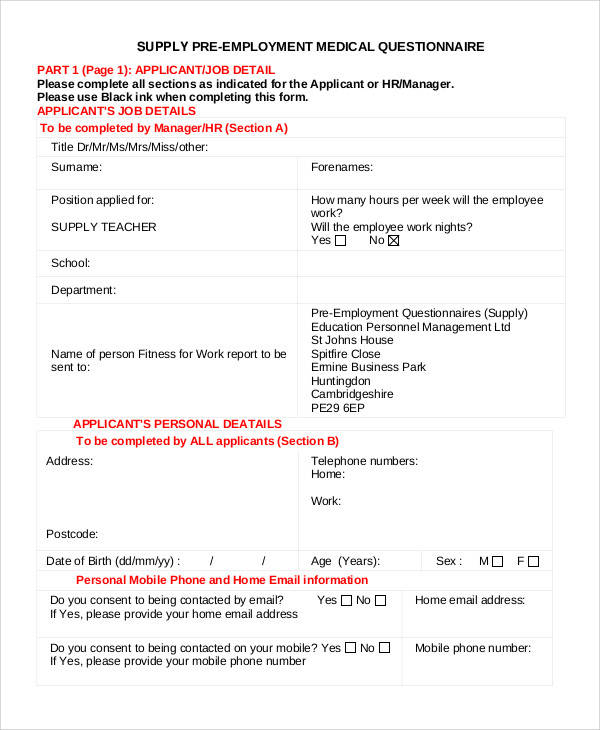 SUPPLY PRE-EMPLOYMENT MEDICAL QUESTIONNAIRE
PART 1 (Page 1): APPLICANT/JOB DETAIL
Please complete all sections as indicated for the Applicant or HR/Manager.
Please use Black ink when completing this form.
APPLICANT'S JOB DETAILS
To be completed by Manager/HR (Section A)
Title Dr/Mr/Ms/Mrs/Miss/other:
Surname:
Forenames:
Position applied for:
SUPPLY TEACHER
How many hours per week will the employee
work?
Will the employee work nights?
Yes ☐ No ☒
School:
Department:
Name of person Fitness for Work report to be
sent to:
Pre-Employment Questionnaires (Supply)
Education Personnel Management Ltd
St Johns House
Spitfire Close
Ermine Business Park
Huntingdon
Cambridgeshire
PE29 6EP
APPLICANT'S PERSONAL DEATAILS
To be completed by ALL applicants (Section B)
Address:
Postcode:
Telephone numbers:
Home:
Work:
Date of Birth (dd/mm/yy) : / /
Age (Years):
Sex : M ☐ F ☐
Personal Mobile Phone and Home Email information
Do you consent to being contacted by email? Yes ☐ No ☐
If Yes, please provide your home email address
Home email address:
Do you consent to being contacted on your mobile? Yes ☐ No ☐
If Yes, please provide your mobile phone number
Mobile phone number: